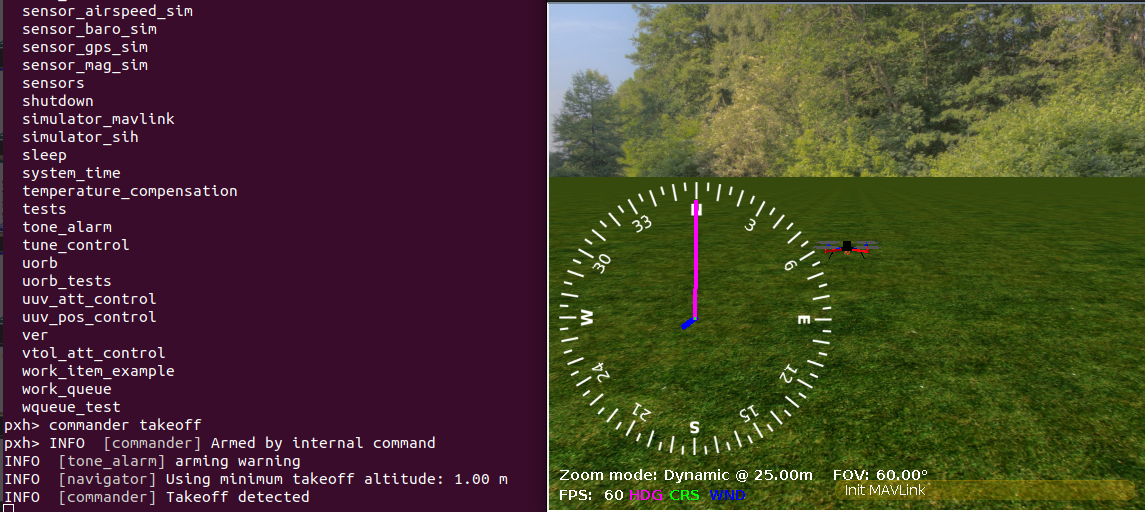 sensor_airspeed_sim
sensor_baro_sim
sensor_gps_sim
sensor_mag_sim
sensors
shutdown
simulator_mavlink
simulator_sih
sleep
system_time
temperature_compensation
tests
tone_alarm
tune_control
uorb
uorb_tests
uuv_att_control
uuv_pos_control
ver
vtol_att_control
work_item_example
work_queue
wqueue_test
pxh> commander takeoff
pxh> INFO  [commander] Armed by internal command
INFO  [tone_alarm] arming warning
INFO  [navigator] Using minimum takeoff altitude: 1.00 m
INFO  [commander] Takeoff detected
N
3
6
E
12
15
S
21
24
W
30
33
Zoom mode: Dynamic @ 25.00m    FOV: 60.00°
FPS:  60 HDG CRS  WND
Init MAVLink